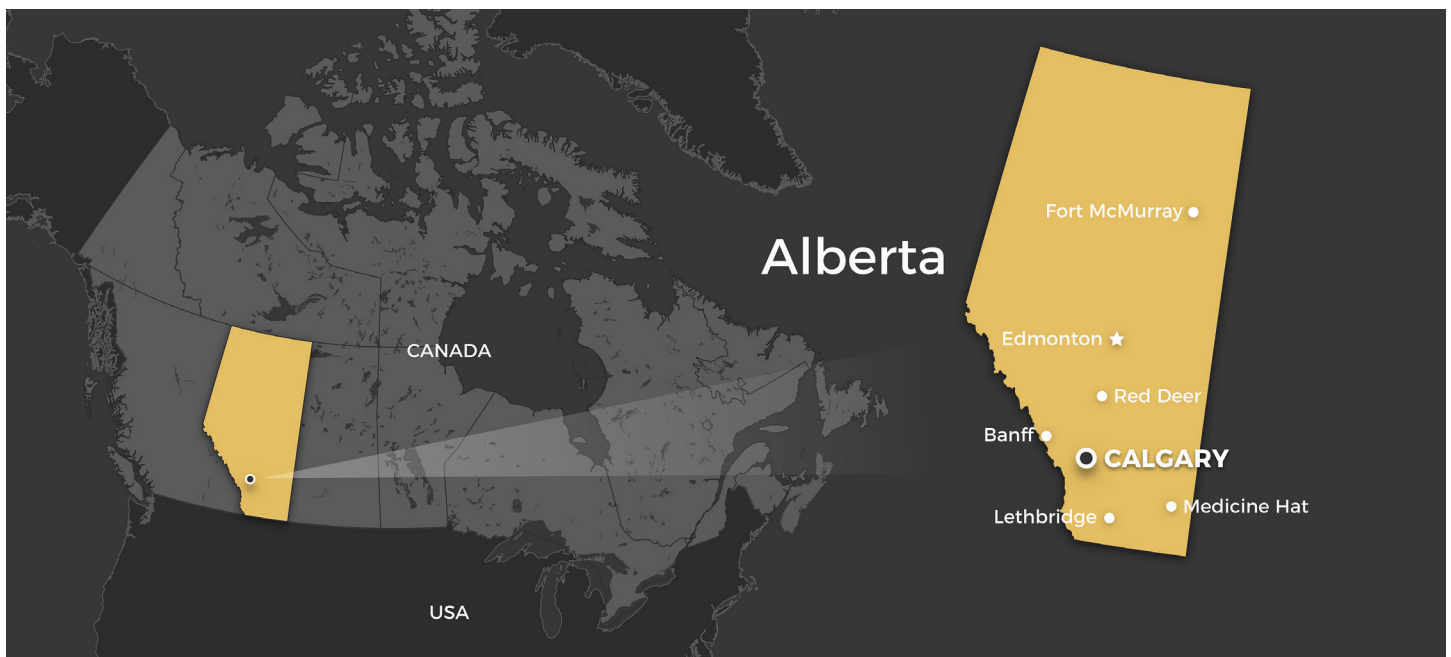 Fort McMurray
Alberta
Edmonton
CANADA
Red Deer
Banff
CALGARY
Medicine Hat
Lethbridge
USA